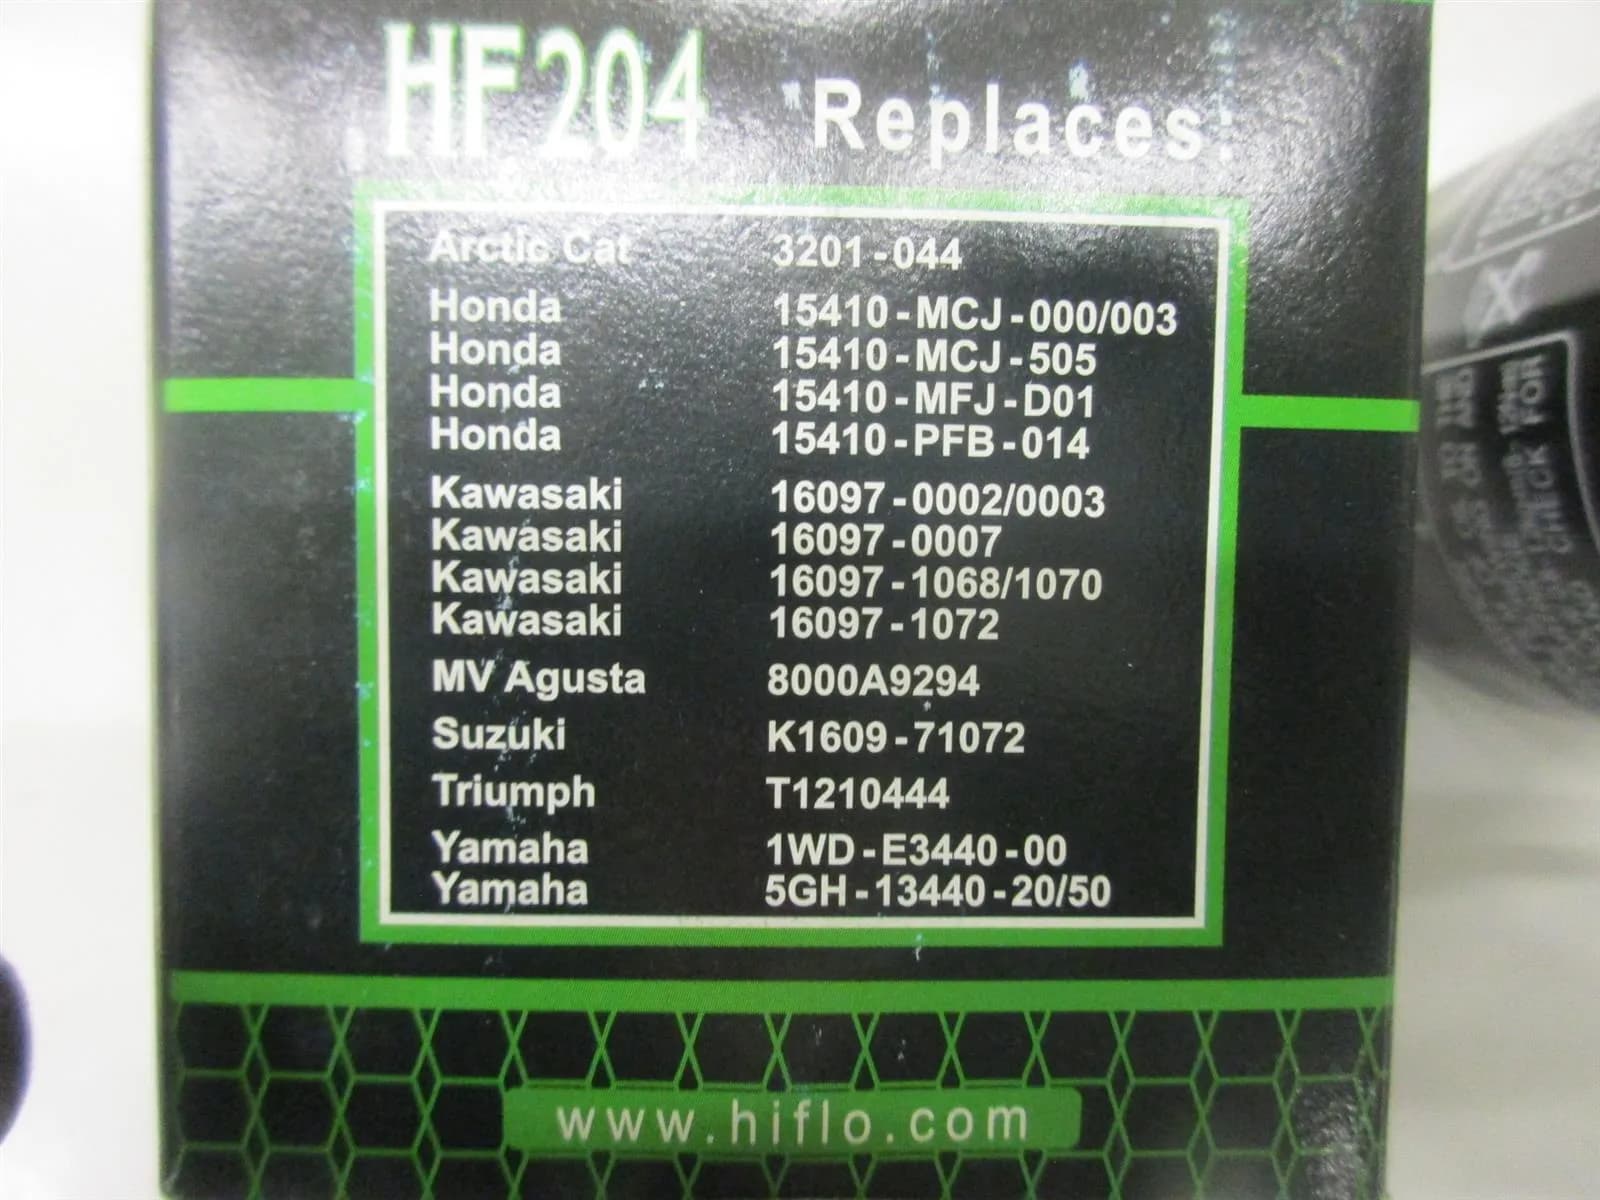 HF204 Replaces:
Arctic Cat 3201-044
Honda 15410-MCJ-000/003
Honda 15410-MCJ-505
Honda 15410-MFJ-D01
Honda 15410-PFB-014
Kawasaki 16097-0002/0003
Kawasaki 16097-0007
Kawasaki 16097-1068/1070
Kawasaki 16097-1072
MV Agusta 8000A9294
Suzuki K1609-71072
Triumph T1210444
Yamaha 1WD-E3440-00
Yamaha 5GH-13440-20/50
www.hiflo.com
CHECK FOR